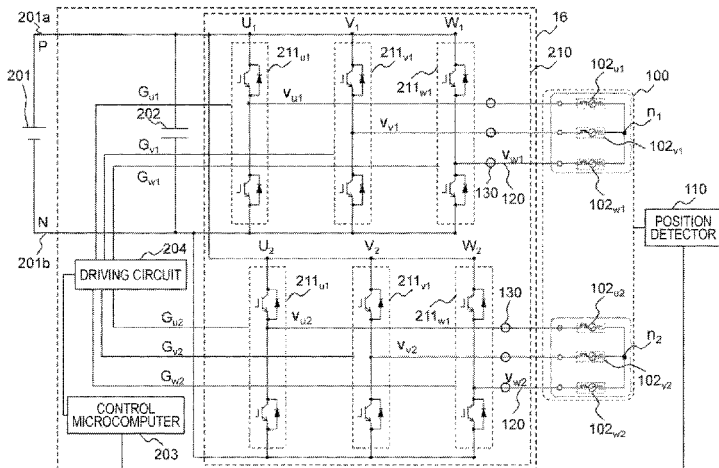 201a
P
U₁
V₁
W₁
16
210
201
211ᵤ₁
211ᵥ₁
211w₁
102ᵤ₁
100
Gᵤ₁
202
Gᵥ₁
Gw₁
vᵤ₁
vᵥ₁
vw₁
n₁
102ᵥ₁
130
120
102w₁
110
POSITION
DETECTOR
N
201b
204
DRIVING CIRCUIT
U₂
V₂
W₂
211ᵤ₁
211ᵥ₁
211w₁
130
102ᵤ₂
Gᵤ₂
vᵤ₂
n₂
Gᵥ₂
vᵥ₂
102ᵥ₂
Gw₂
vw₂
CONTROL
MICROCOMPUTER
203
120
102w₂